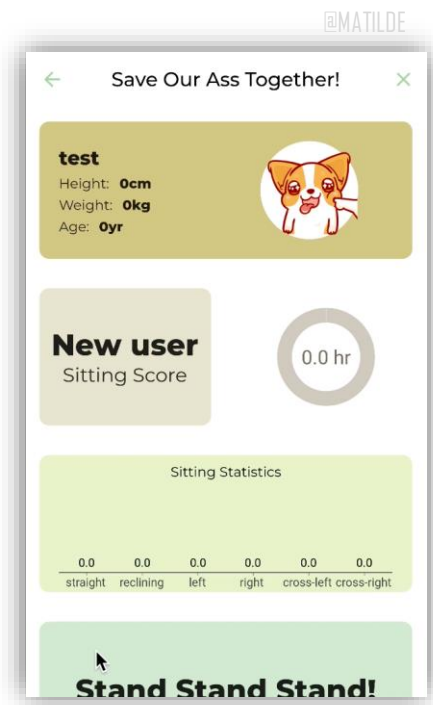 @MATILDE
Save Our Ass Together!
test
Height: 0cm
Weight: 0kg
Age: 0yr
New user
Sitting Score
0.0 hr
Sitting Statistics
0.0 0.0 0.0 0.0 0.0 0.0
straight reclining left right cross-left cross-right
Stand Stand Stand!